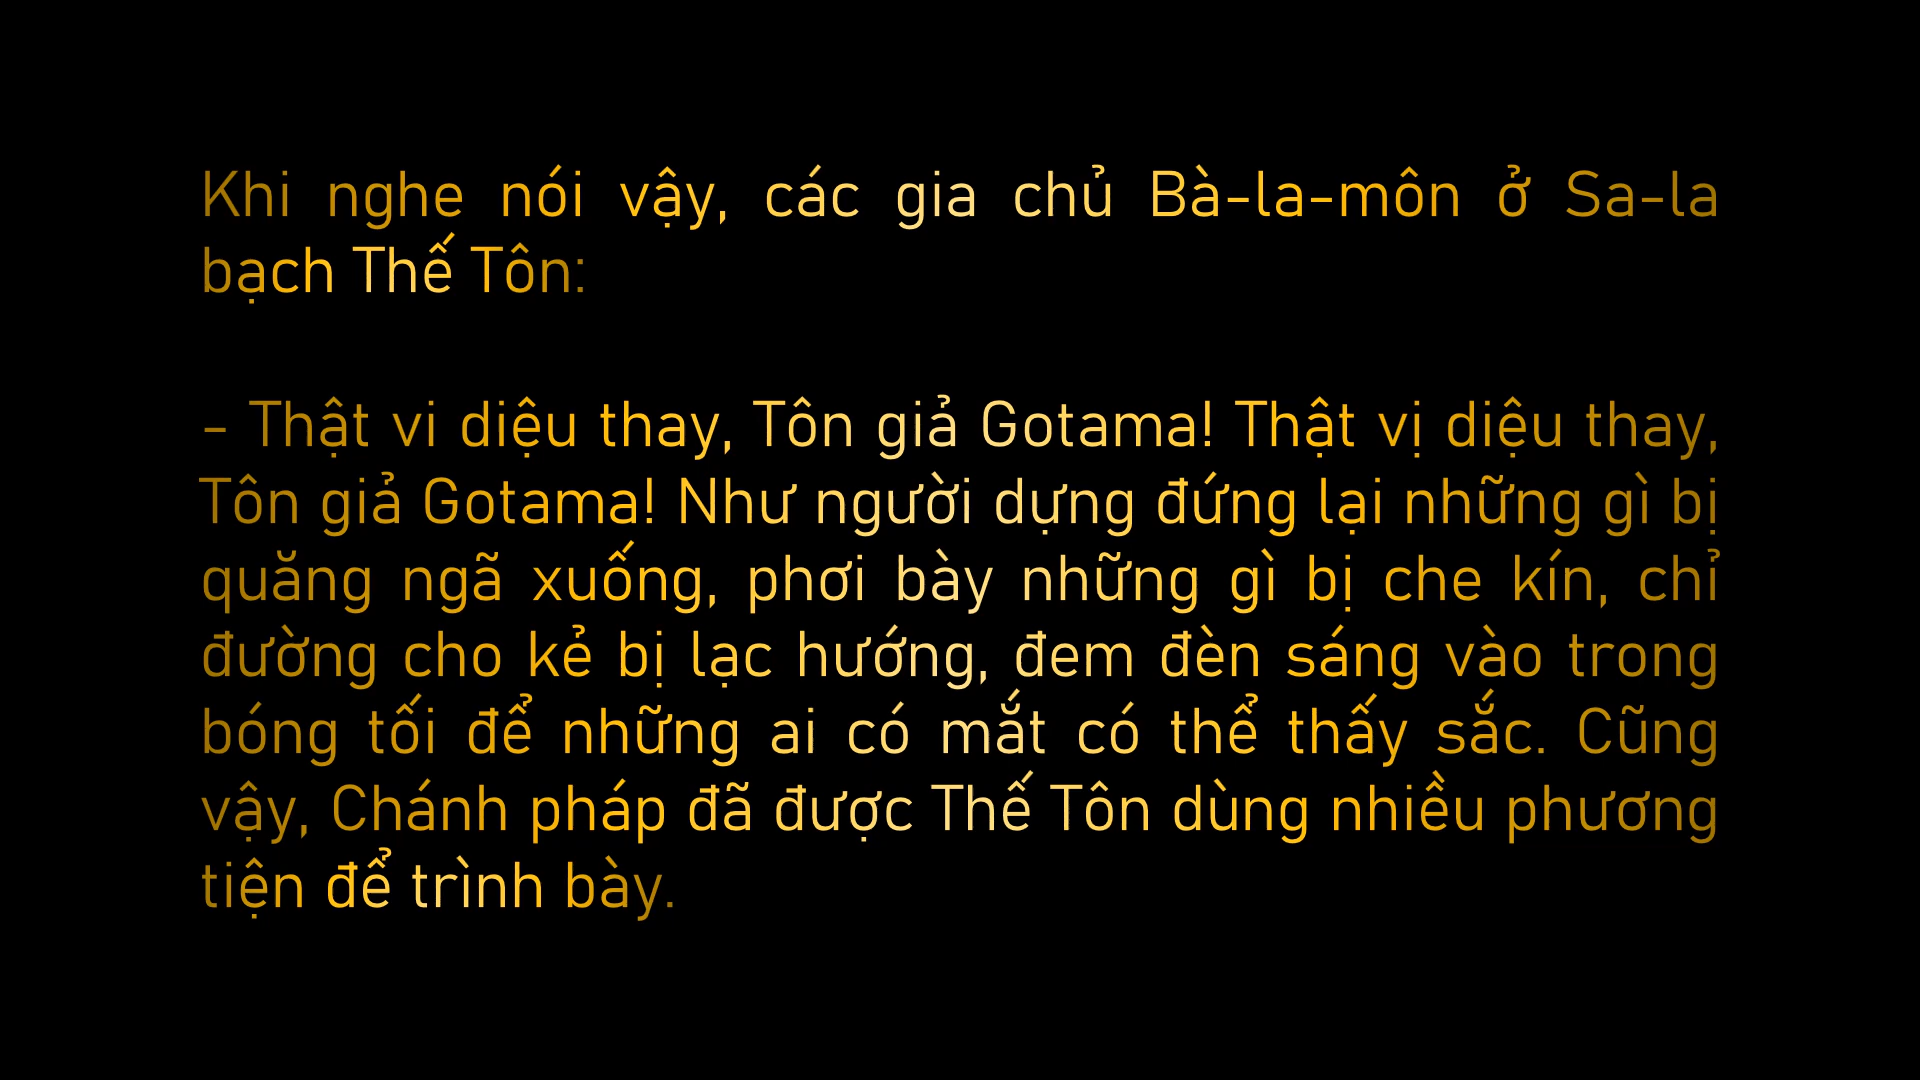 Khi nghe nói vậy, các gia chủ Bà-la-môn ở Sa-la
bạch Thế Tôn:
- Thật vi diệu thay, Tôn giả Gotama! Thật vị diệu thay,
Tôn giả Gotama! Như người dựng đứng lại những gì bị
quăng ngã xuống, phơi bày những gì bị che kín, chỉ
đường cho kẻ bị lạc hướng, đem đèn sáng vào trong
bóng tối để những ai có mắt có thể thấy sắc. Cũng
vậy, Chánh pháp đã được Thế Tôn dùng nhiều phương
tiện để trình bày.